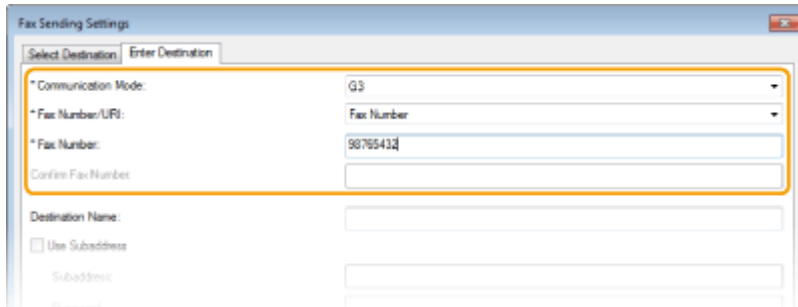 Fax Sending Settings
Select Destination Enter Destination
* Communication Mode: G3
* Fax Number/URI: Fax Number
* Fax Number: 98765432
Confirm Fax Number:
Destination Name:
Use Subaddress
Subaddress:
Password: